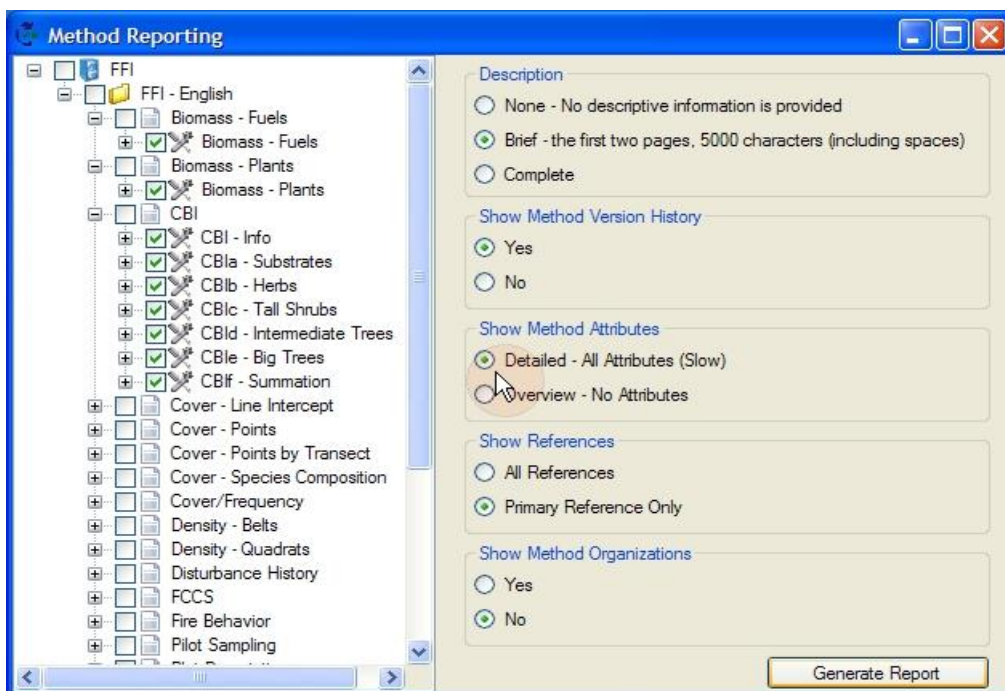 Method Reporting
FFI
FFI - English
Biomass - Fuels
Biomass - Fuels
Biomass - Plants
Biomass - Plants
CBI
CBI - Info
CBIa - Substrates
CBIb - Herbs
CBIc - Tall Shrubs
CBId - Intermediate Trees
CBIe - Big Trees
CBIf - Summation
Cover - Line Intercept
Cover - Points
Cover - Points by Transect
Cover - Species Composition
Cover/Frequency
Density - Belts
Density - Quadrats
Disturbance History
FCCS
Fire Behavior
Pilot Sampling
Description
None - No descriptive information is provided
Brief - the first two pages, 5000 characters (including spaces)
Complete
Show Method Version History
Yes
No
Show Method Attributes
Detailed - All Attributes (Slow)
Overview - No Attributes
Show References
All References
Primary Reference Only
Show Method Organizations
Yes
No
Generate Report